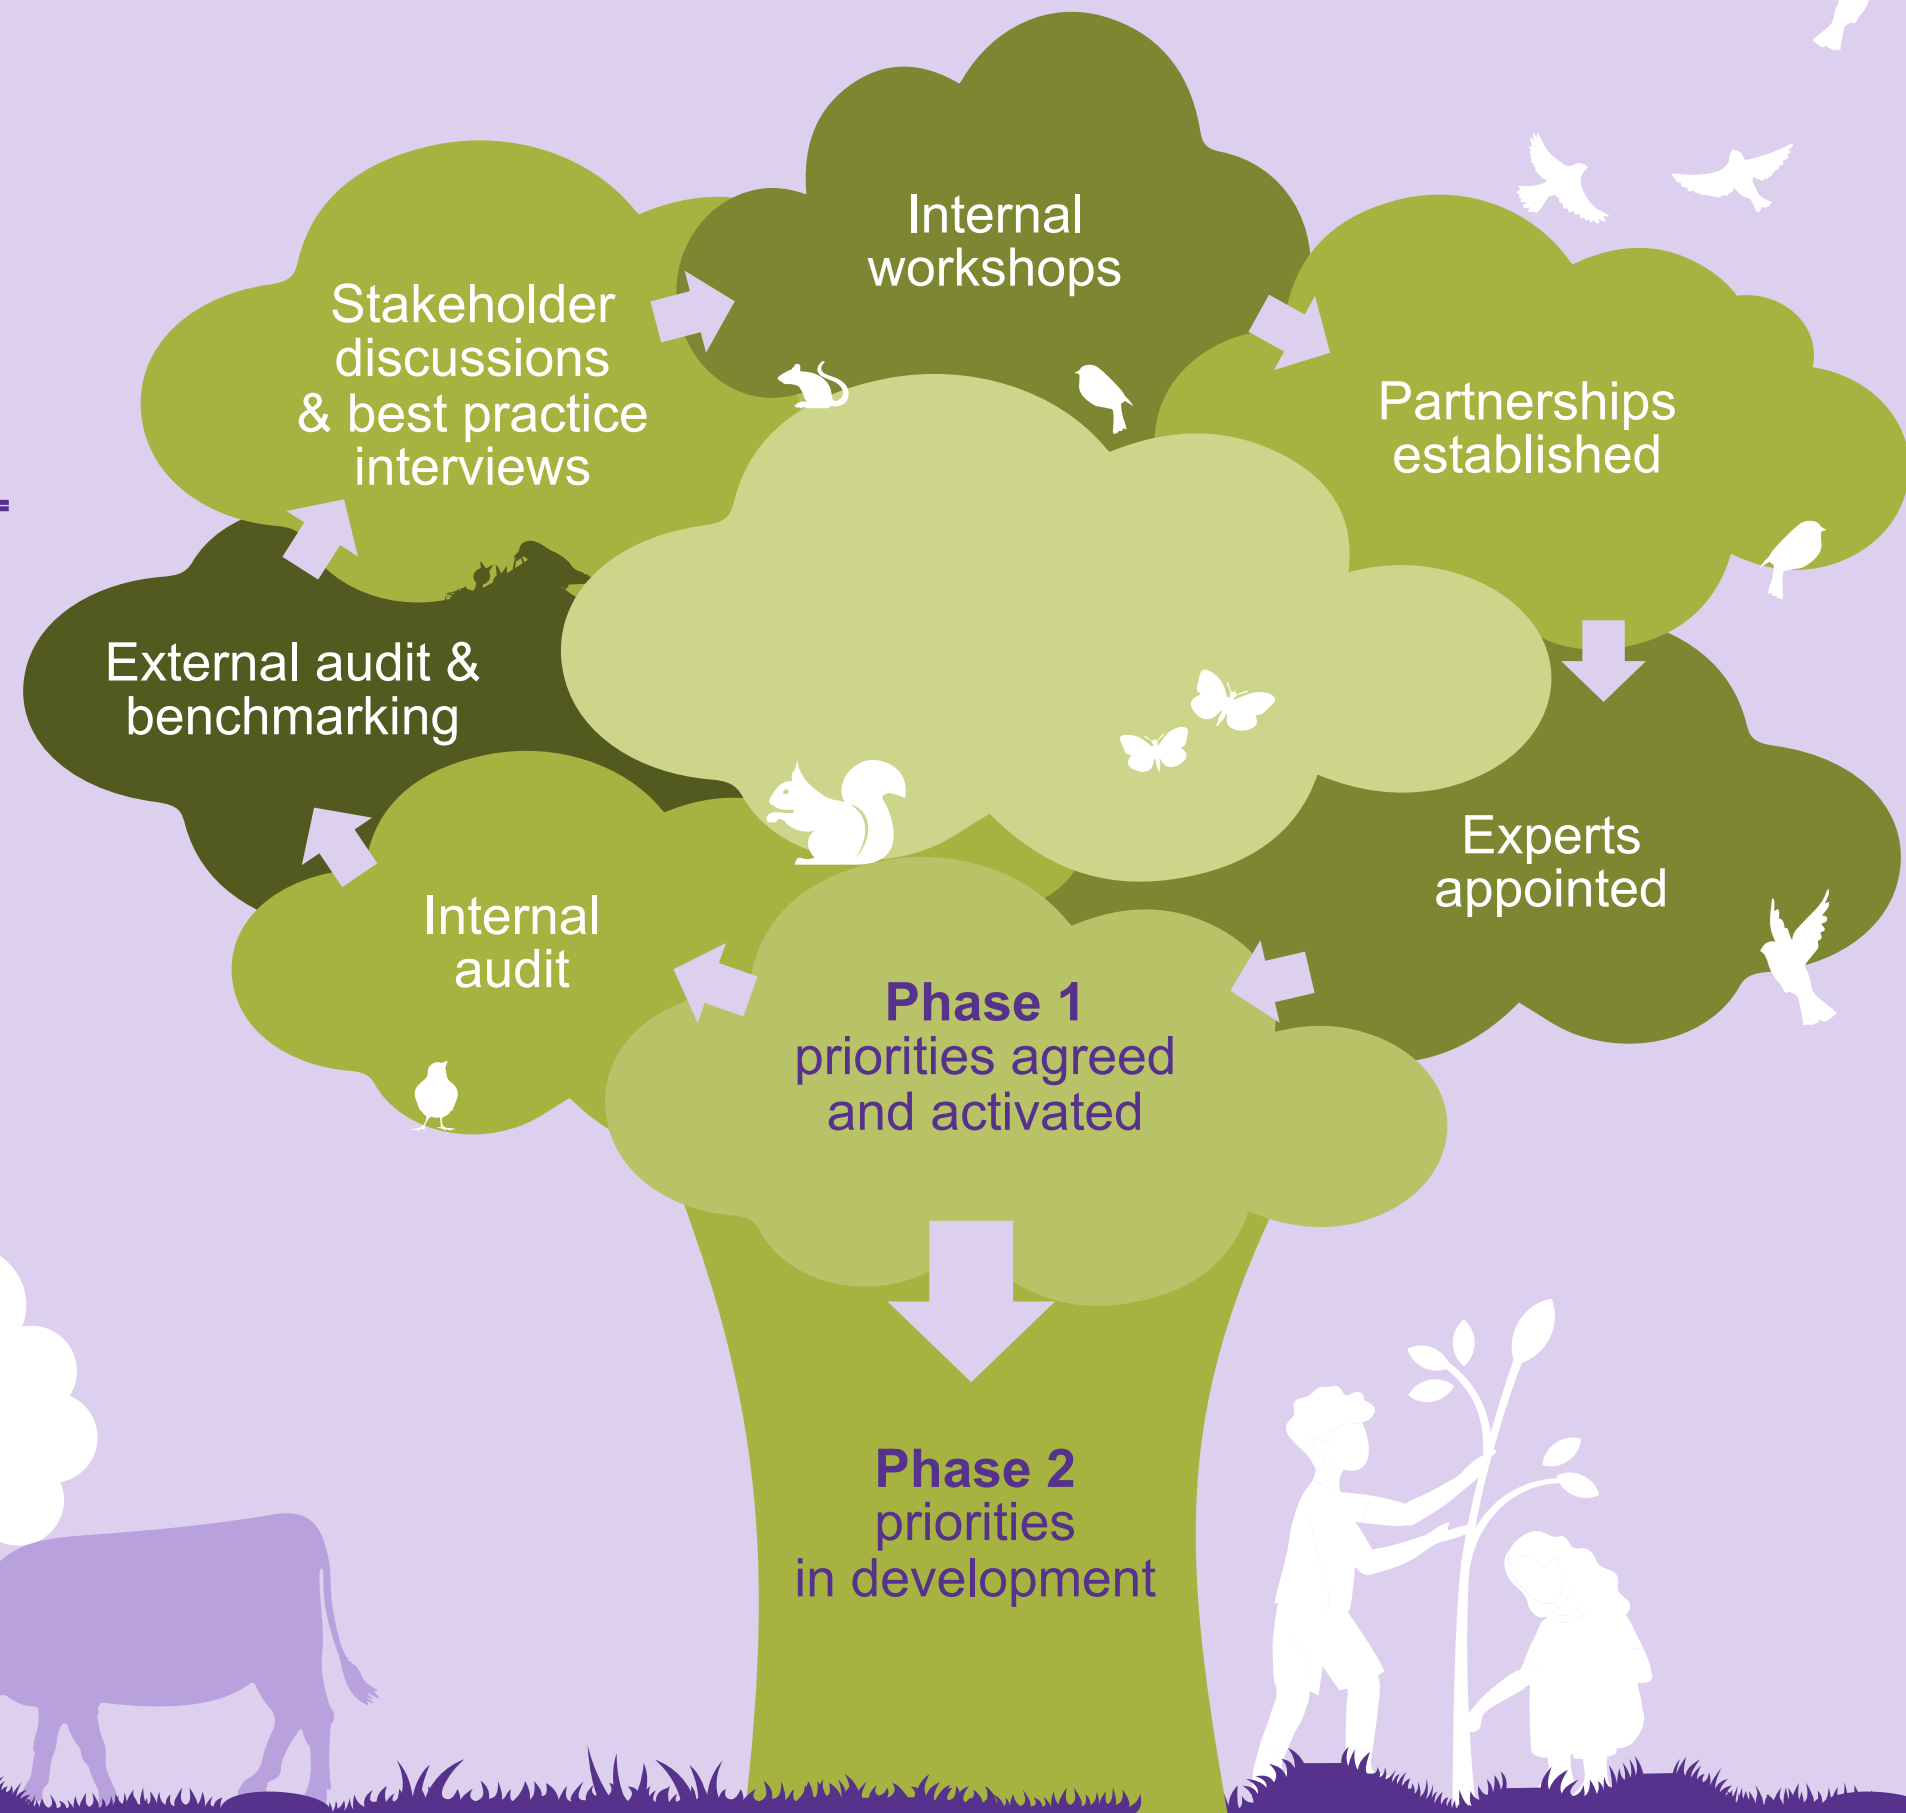 Internal
workshops
Stakeholder
discussions
& best practice
interviews
Partnerships
established
External audit &
benchmarking
Experts
appointed
Internal
audit
Phase 1
priorities agreed
and activated
Phase 2
priorities
in development